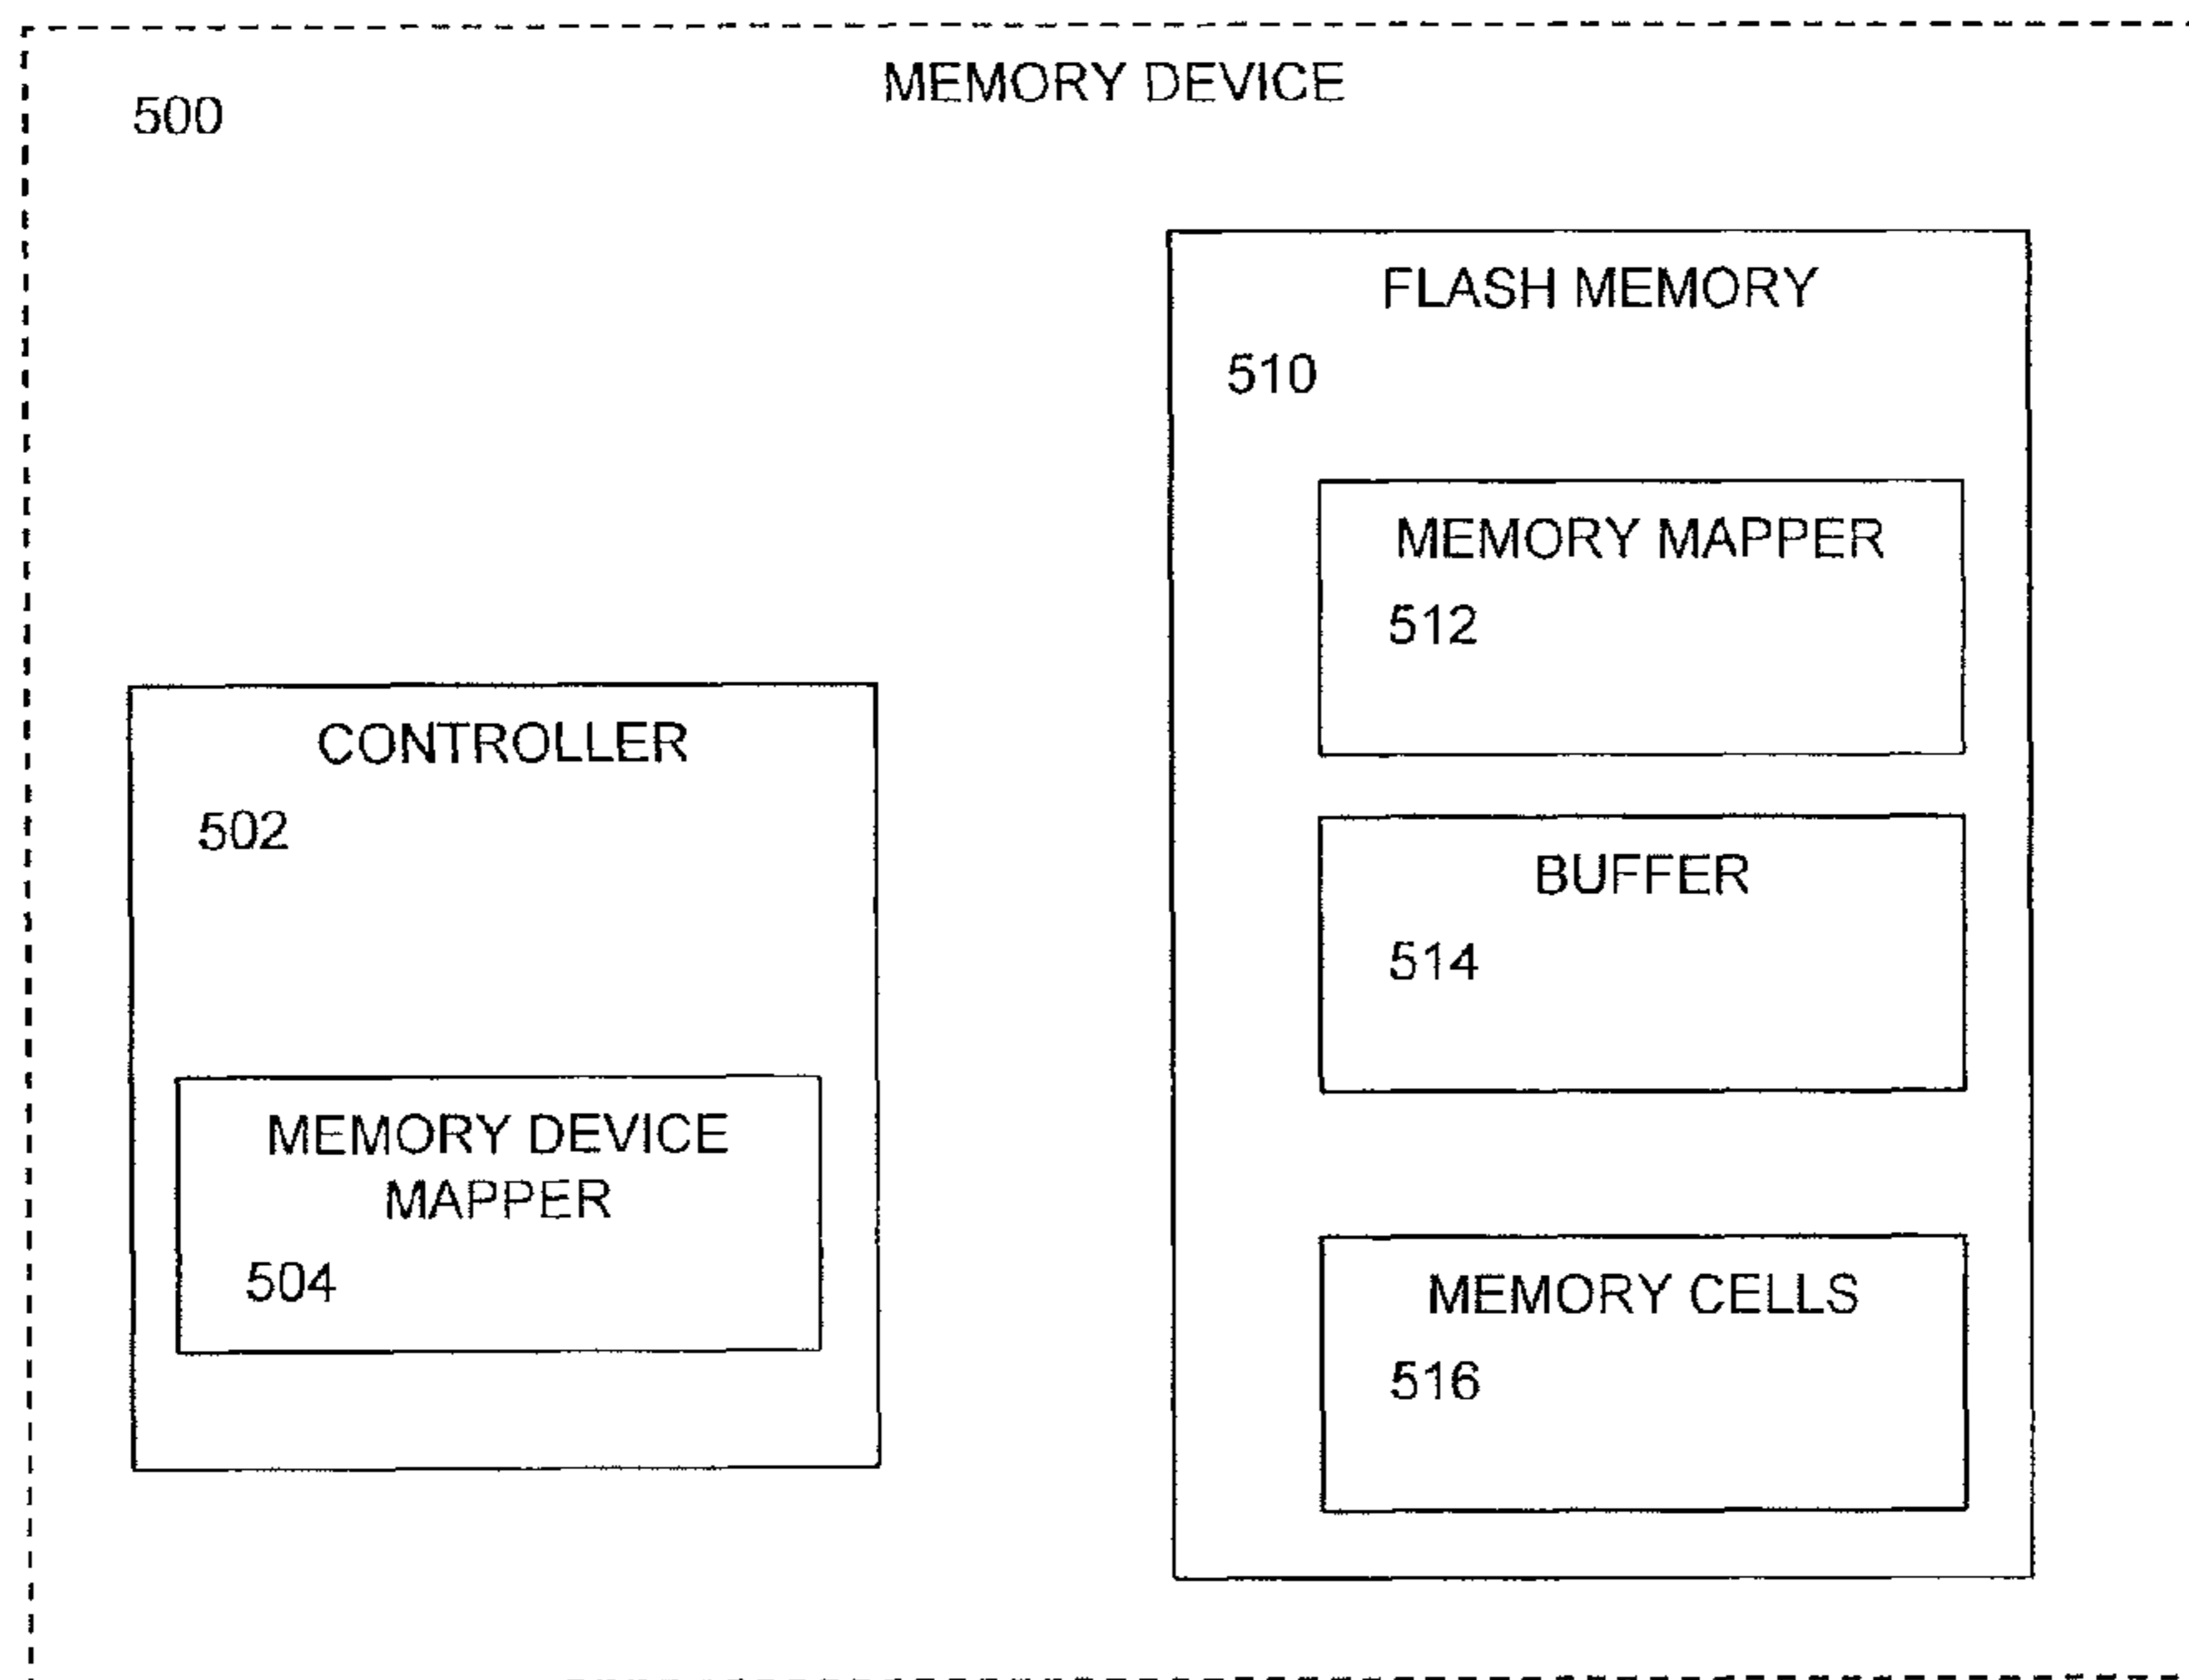 MEMORY DEVICE
500
FLASH MEMORY
510
MEMORY MAPPER
512
CONTROLLER
502
BUFFER
514
MEMORY DEVICE
MAPPER
504
MEMORY CELLS
516